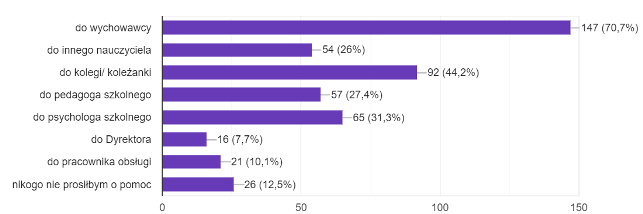 do wychowawcy 147 (70,7%)
do innego nauczyciela 54 (26%)
do kolegi/ koleżanki 92 (44,2%)
do pedagoga szkolnego 57 (27,4%)
do psychologa szkolnego 65 (31,3%)
do Dyrektora 16 (7,7%)
do pracownika obsługi 21 (10,1%)
nikogo nie prosiłbym o pomoc 26 (12,5%)
0 50 100 150